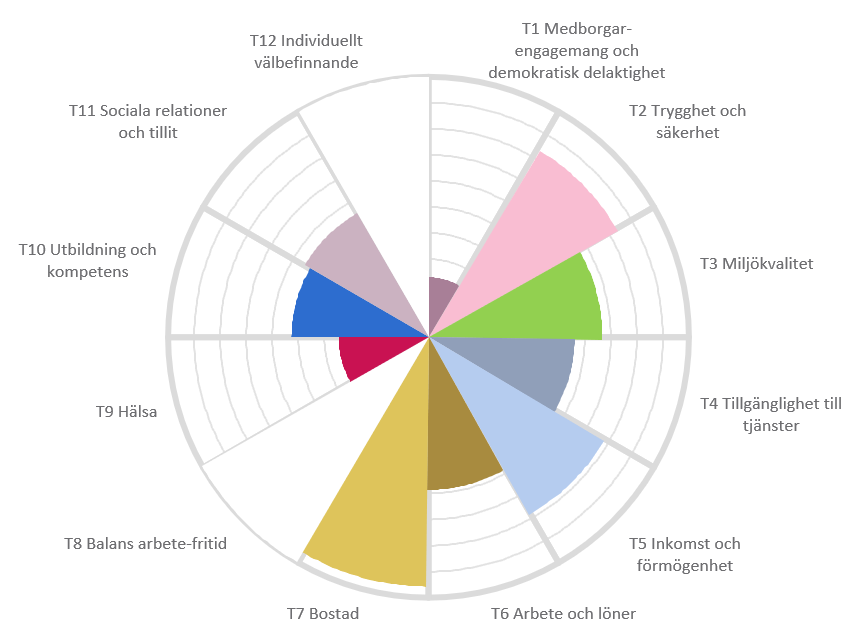 T1 Medborgar-
engagemang och
demokratisk delaktighet
T2 Trygghet och
säkerhet
T3 Miljökvalitet
T4 Tillgänglighet till
tjänster
T5 Inkomst och
förmögenhet
T6 Arbete och löner
T7 Bostad
T8 Balans arbete-fritid
T9 Hälsa
T10 Utbildning och
kompetens
T11 Sociala relationer
och tillit
T12 Individuellt
välbefinnande